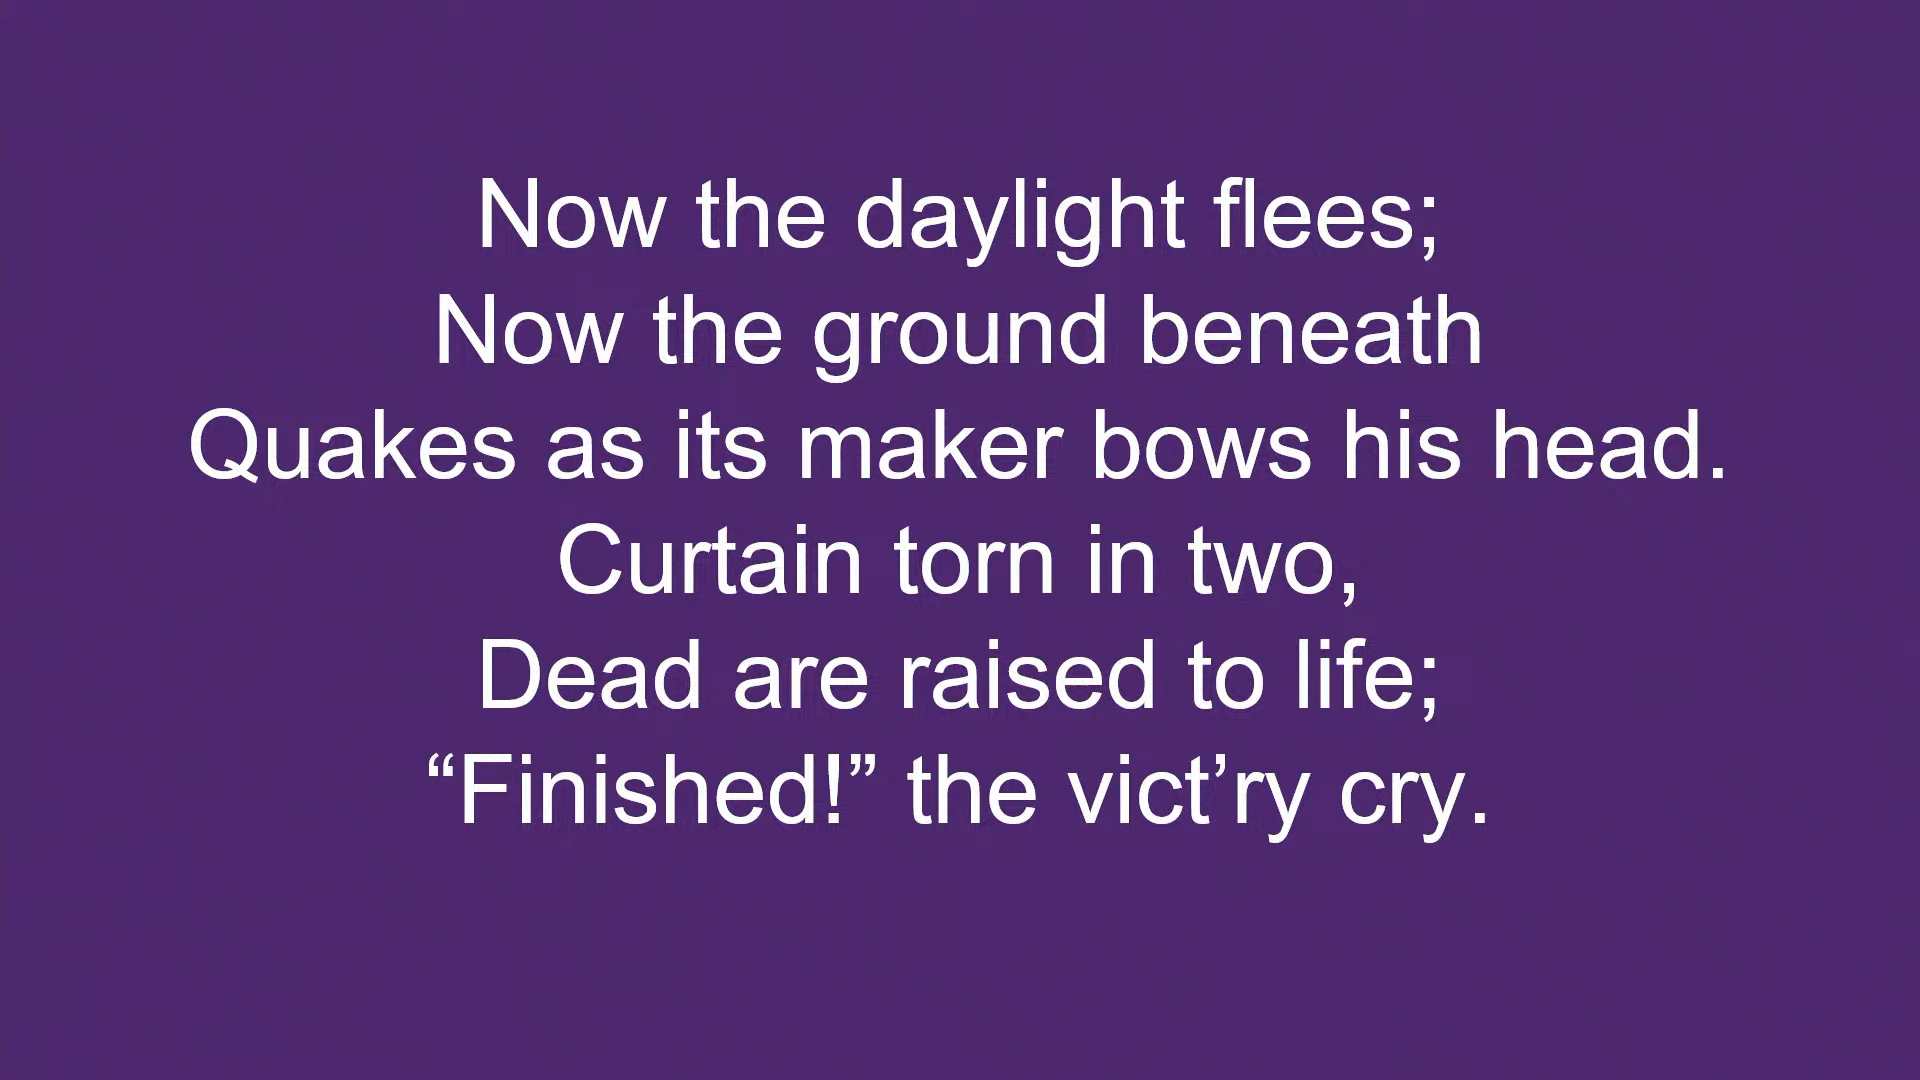 Now the daylight flees;
Now the ground beneath
Quakes as its maker bows his head.
Curtain torn in two,
Dead are raised to life;
“Finished!” the vict’ry cry.